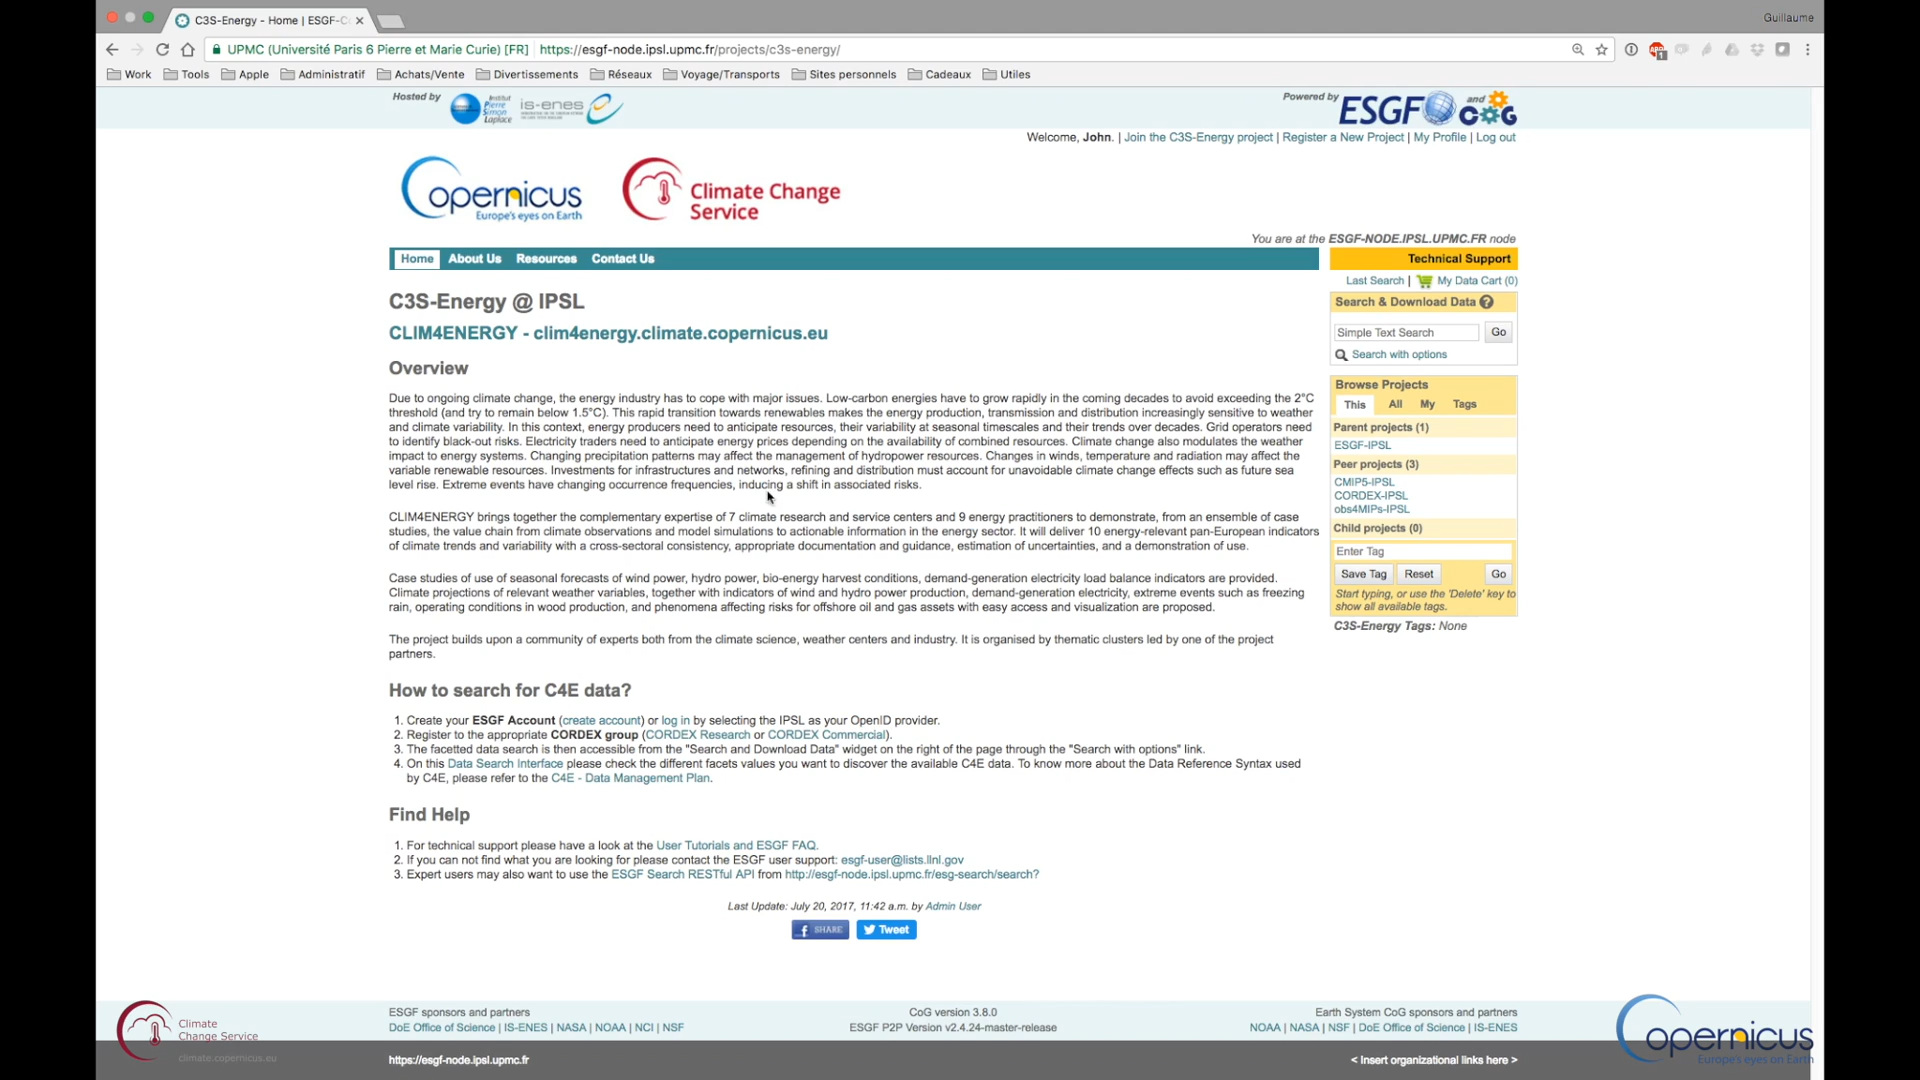 C3S-Energy - Home | ESGF-C
Guillaume
UPMC (Université Paris 6 Pierre et Marie Curie) [FR] https://esgf-node.ipsl.upmc.fr/projects/c3s-energy/
Work Tools Apple Administratif Achats/Vente Divertissements Réseaux Voyage/Transports Sites personnels Cadeaux Utiles
Hosted by Institut Pierre Simon Laplace is-enes
Powered by ESGF and CoG
Welcome, John. | Join the C3S-Energy project | Register a New Project | My Profile | Log out
opernicus
Europe's eyes on Earth
Climate Change
Service
You are at the ESGF-NODE.IPSL.UPMC.FR node
Home About Us Resources Contact Us
Technical Support
Last Search | My Data Cart (0)
C3S-Energy @ IPSL
CLIM4ENERGY - clim4energy.climate.copernicus.eu
Overview
Due to ongoing climate change, the energy industry has to cope with major issues. Low-carbon energies have to grow rapidly in the coming decades to avoid exceeding the 2°C
threshold (and try to remain below 1.5°C). This rapid transition towards renewables makes the energy production, transmission and distribution increasingly sensitive to weather
and climate variability. In this context, energy producers need to anticipate resources, their variability at seasonal timescales and their trends over decades. Grid operators need
to identify black-out risks. Electricity traders need to anticipate energy prices depending on the availability of combined resources. Climate change also modulates the weather
impact to energy systems. Changing precipitation patterns may affect the management of hydropower resources. Changes in winds, temperature and radiation may affect the
variable renewable resources. Investments for infrastructures and networks, refining and distribution must account for unavoidable climate change effects such as future sea
level rise. Extreme events have changing occurrence frequencies, inducing a shift in associated risks.
CLIM4ENERGY brings together the complementary expertise of 7 climate research and service centers and 9 energy practitioners to demonstrate, from an ensemble of case
studies, the value chain from climate observations and model simulations to actionable information in the energy sector. It will deliver 10 energy-relevant pan-European indicators
of climate trends and variability with a cross-sectoral consistency, appropriate documentation and guidance, estimation of uncertainties, and a demonstration of use.
Case studies of use of seasonal forecasts of wind power, hydro power, bio-energy harvest conditions, demand-generation electricity load balance indicators are provided.
Climate projections of relevant weather variables, together with indicators of wind and hydro power production, demand-generation electricity, extreme events such as freezing
rain, operating conditions in wood production, and phenomena affecting risks for offshore oil and gas assets with easy access and visualization are proposed.
The project builds upon a community of experts both from the climate science, weather centers and industry. It is organised by thematic clusters led by one of the project
partners.
How to search for C4E data?
1. Create your ESGF Account (create account) or log in by selecting the IPSL as your OpenID provider.
2. Register to the appropriate CORDEX group (CORDEX Research or CORDEX Commercial).
3. The facetted data search is then accessible from the "Search and Download Data" widget on the right of the page through the "Search with options" link.
4. On this Data Search Interface please check the different facets values you want to discover the available C4E data. To know more about the Data Reference Syntax used
by C4E, please refer to the C4E - Data Management Plan.
Find Help
1. For technical support please have a look at the User Tutorials and ESGF FAQ.
2. If you can not find what you are looking for please contact the ESGF user support: esgf-user@lists.llnl.gov
3. Expert users may also want to use the ESGF Search RESTful API from http://esgf-node.ipsl.upmc.fr/esg-search/search?
Last Update: July 20, 2017, 11:42 a.m. by Admin User
SHARE Tweet
Search & Download Data ?
Simple Text Search Go
Search with options
Browse Projects
This All My Tags
Parent projects (1)
ESGF-IPSL
Peer projects (3)
CMIP5-IPSL
CORDEX-IPSL
obs4MIPs-IPSL
Child projects (0)
Enter Tag
Save Tag Reset Go
Start typing, or use the 'Delete' key to
show all available tags.
C3S-Energy Tags: None
ESGF sponsors and partners
DoE Office of Science | IS-ENES | NASA | NOAA | NCI | NSF
CoG version 3.8.0
ESGF P2P Version v2.4.24-master-release
Earth System CoG sponsors and partners
NOAA | NASA | NSF | DoE Office of Science | IS-ENES
Climate
Change Service
climate.copernicus.eu
https://esgf-node.ipsl.upmc.fr
< Insert organizational links here >
opernicus
Europe's eyes on Earth